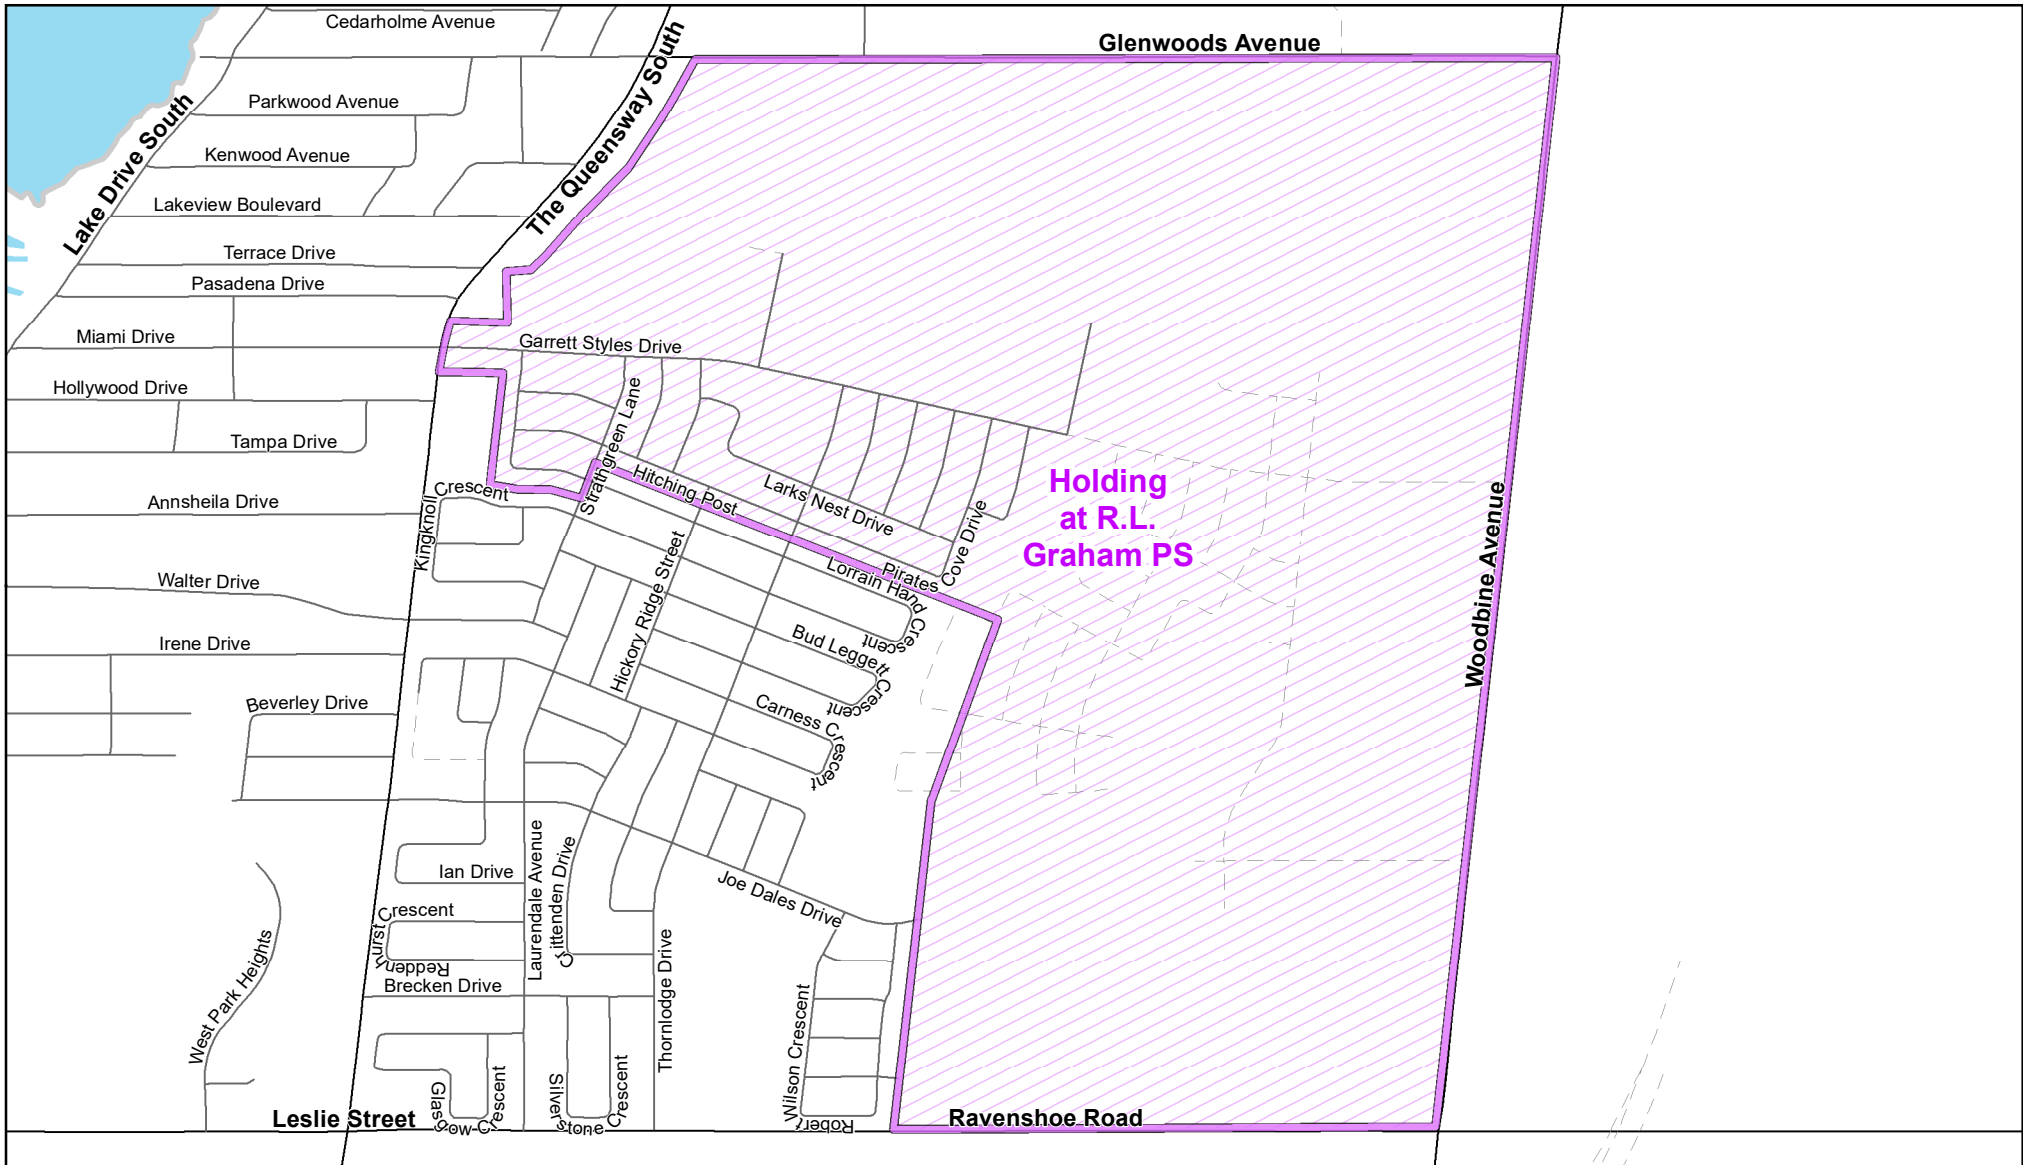 Cedarholme Avenue
Glenwoods Avenue
The Queensway South
Parkwood Avenue
Lake Drive South
Kenwood Avenue
Lakeview Boulevard
Terrace Drive
Pasadena Drive
Miami Drive
Garrett Styles Drive
Hollywood Drive
Strathgreen Lane
Tampa Drive
Hitching Post
Larks Nest Drive
Holding
at R.L.
Graham PS
Kingknoll Crescent
Annsheila Drive
Pirates Cove Drive
Woodbine Avenue
Walter Drive
Hickory Ridge Street
Lorrain Hand Crescent
Crescent
Irene Drive
Bud Leggett Crescent
Crescent
Beverley Drive
Carness Crescent
Crescent
Ian Drive
Laurendale Avenue
Crittenden Drive
Joe Dales Drive
Reddenhurst Crescent
West Park Heights
Brecken Drive
Thornlodge Drive
Robert Wilson Crescent
Glasgow Crescent
Silverstone Crescent
Leslie Street
Ravenshoe Road